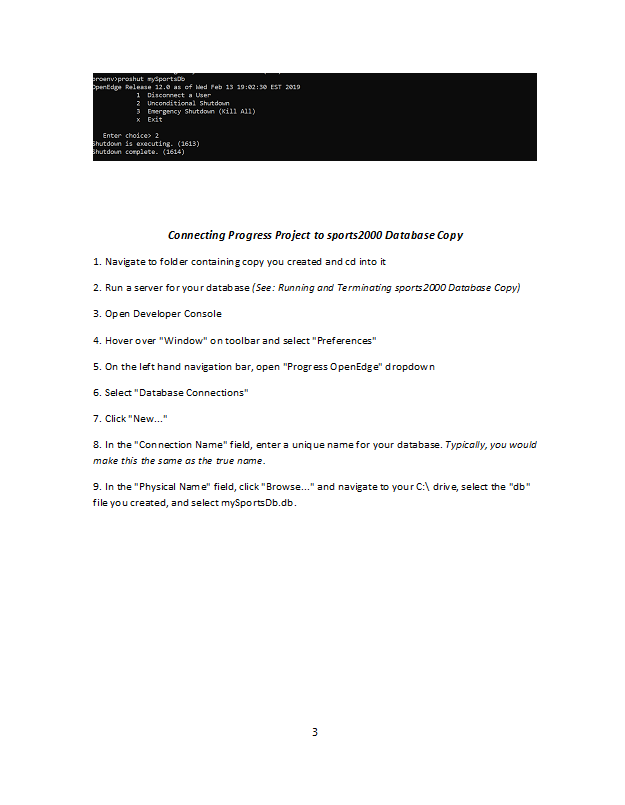 proenv>proshut mySportsDb
OpenEdge Release 12.0 as of Wed Feb 13 19:02:30 EST 2019
1 Disconnect a User
2 Unconditional Shutdown
3 Emergency Shutdown (Kill All)
x Exit
Enter choice> 2
Shutdown is executing. (1613)
Shutdown complete. (1614)
Connecting Progress Project to sports2000 Database Copy
1. Navigate to folder containing copy you created and cd into it
2. Run a server for your database (See: Running and Terminating sports2000 Database Copy)
3. Open Developer Console
4. Hover over "Window" on toolbar and select "Preferences"
5. On the left hand navigation bar, open "Progress OpenEdge" dropdown
6. Select "Database Connections"
7. Click "New..."
8. In the "Connection Name" field, enter a unique name for your database. Typically, you would
make this the same as the true name.
9. In the "Physical Name" field, click "Browse..." and navigate to your C:\ drive, select the "db"
file you created, and select mySportsDb.db.
3